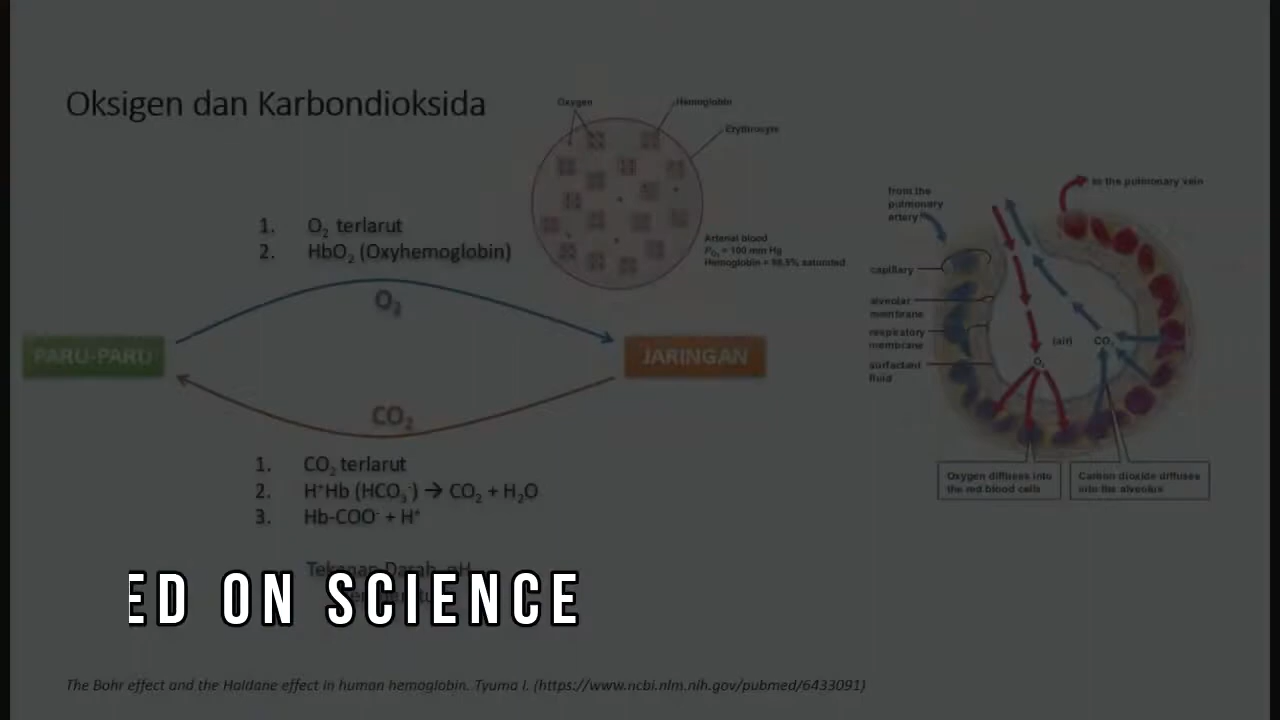 Oksigen dan Karbondioksida
Oxygen
Hemoglobin
Erythrocyte
Arterial blood
PO₂ = 100 mm Hg
Hemoglobin = 98.5% saturated
1. O₂ terlarut
2. HbO₂ (Oxyhemoglobin)
O₂
PARU-PARU
JARINGAN
CO₂
1. CO₂ terlarut
2. H⁺Hb (HCO₃⁻) → CO₂ + H₂O
3. Hb-COO⁻ + H⁺
Tekanan Darah, pH
ED ON SCIENCE
from the
pulmonary
artery
to the pulmonary vein
capillary
alveolar
membrane
respiratory
membrane
surfactant
fluid
(air)
O₂
CO₂
Oxygen diffuses into
the red blood cells
Carbon dioxide diffuses
into the alveolus
The Bohr effect and the Haldane effect in human hemoglobin. Tyuma I. (https://www.ncbi.nlm.nih.gov/pubmed/6433091)